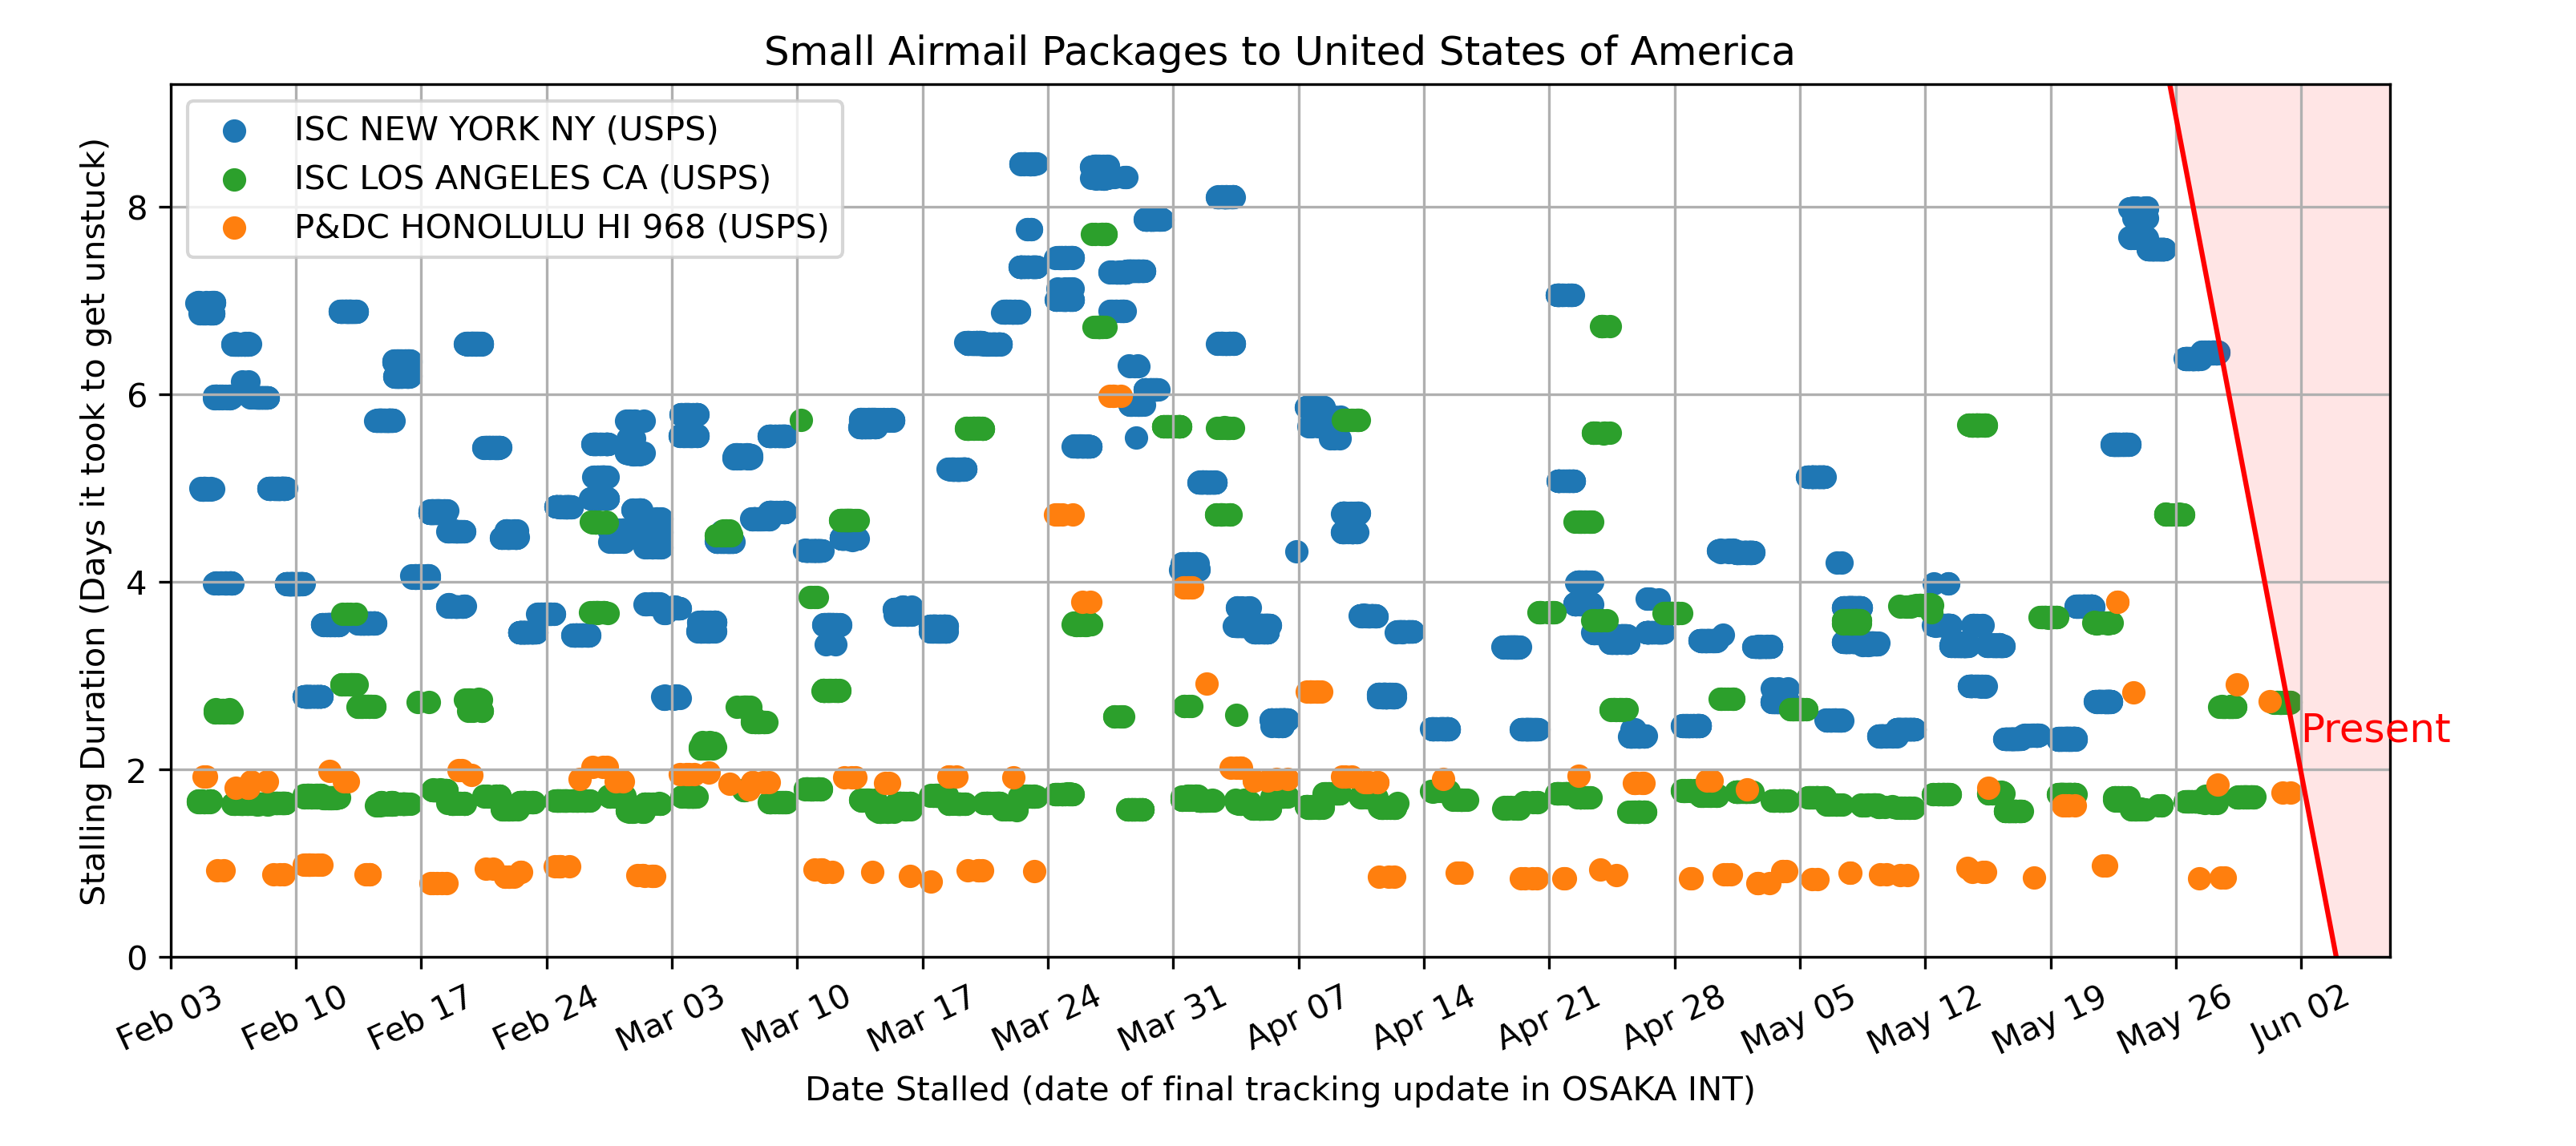 Small Airmail Packages to United States of America
ISC NEW YORK NY (USPS)
ISC LOS ANGELES CA (USPS)
P&DC HONOLULU HI 968 (USPS)
Stalling Duration (Days it took to get unstuck)
8
6
4
2
0
Present
Feb 03
Feb 10
Feb 17
Feb 24
Mar 03
Mar 10
Mar 17
Mar 24
Mar 31
Apr 07
Apr 14
Apr 21
Apr 28
May 05
May 12
May 19
May 26
Jun 02
Date Stalled (date of final tracking update in OSAKA INT)